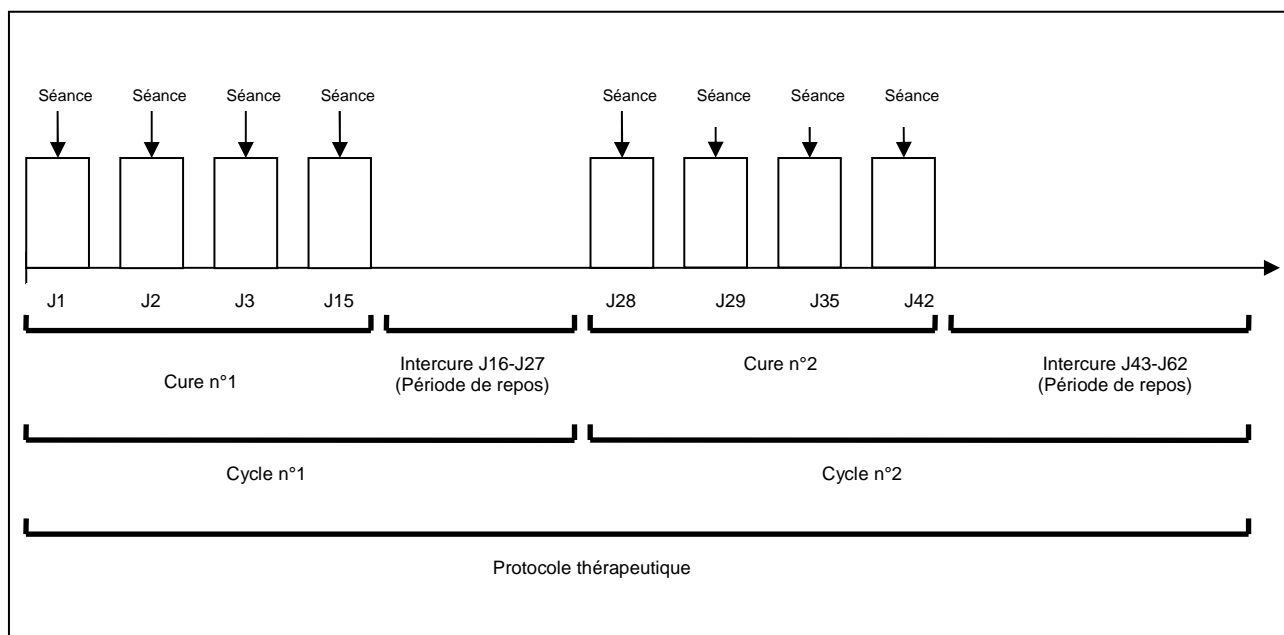 Séance Séance Séance Séance Séance Séance Séance Séance
J1 J2 J3 J15 J28 J29 J35 J42
Cure n°1
Intercure J16-J27
(Période de repos)
Cure n°2
Intercure J43-J62
(Période de repos)
Cycle n°1 Cycle n°2
Protocole thérapeutique